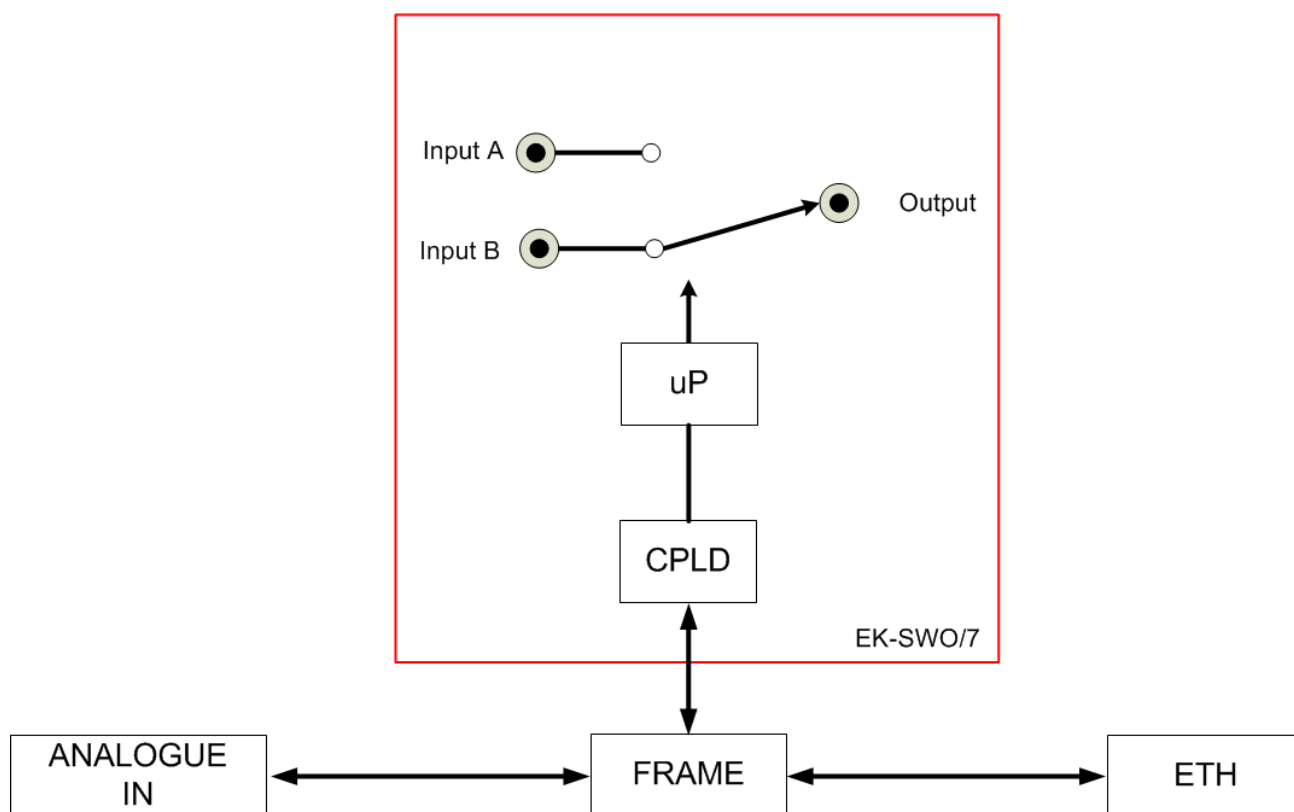 Input A
Output
Input B
uP
CPLD
EK-SWO/7
ANALOGUE
IN
FRAME
ETH